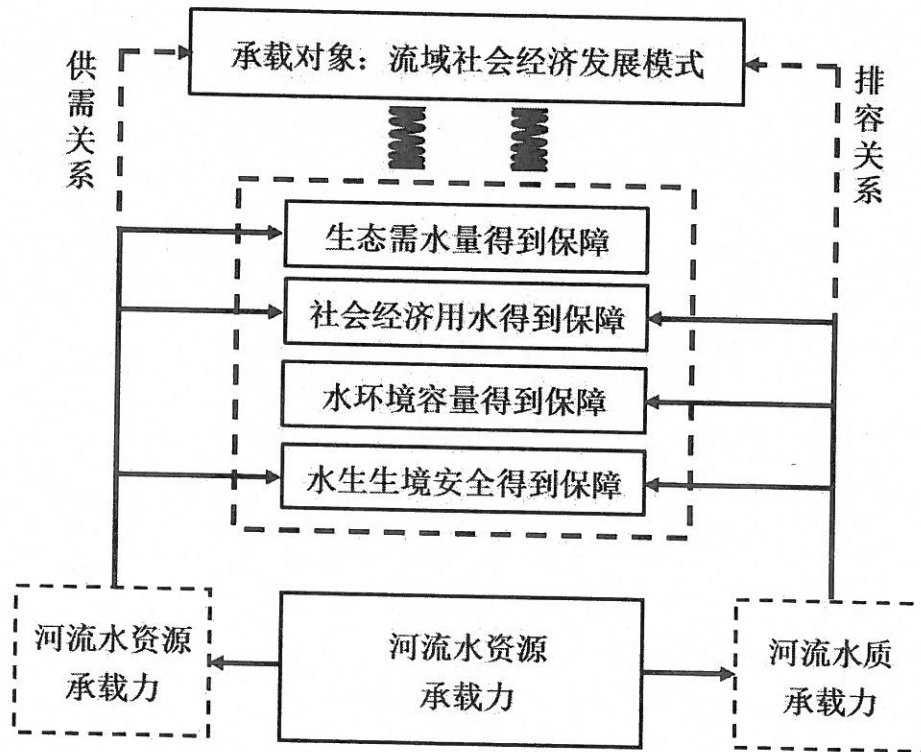 承载对象：流域社会经济发展模式
供需关系
排容关系
生态需水量得到保障
社会经济用水得到保障
水环境容量得到保障
水生生境安全得到保障
河流水资源
承载力
河流水资源
承载力
河流水质
承载力